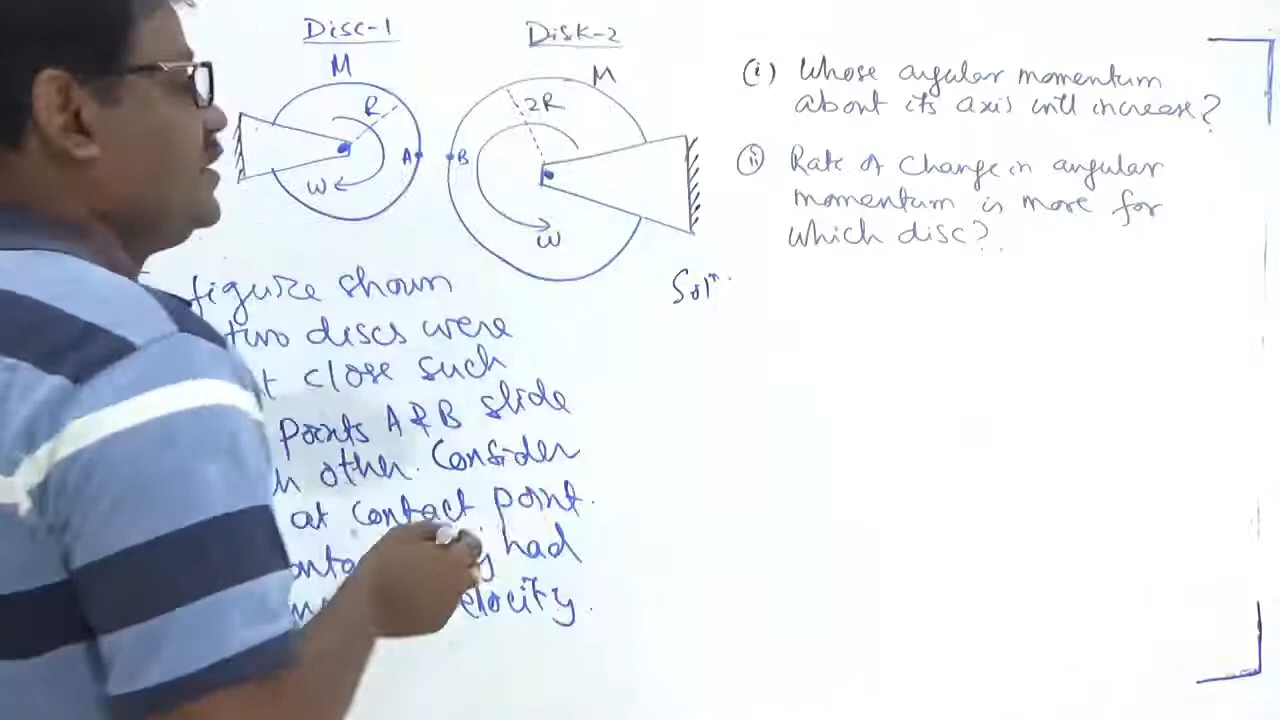 Disc-1
Disk-2
M
M
R
2R
A
B
ω
ω
figure shown
two discs were
t close such
points A & B slide
h other. Consider
at contact point.
had
elocity.
(i) Whose angular momentum
about its axis will increase?
(ii) Rate of Change in angular
momentum is more for
which disc?
Solⁿ.